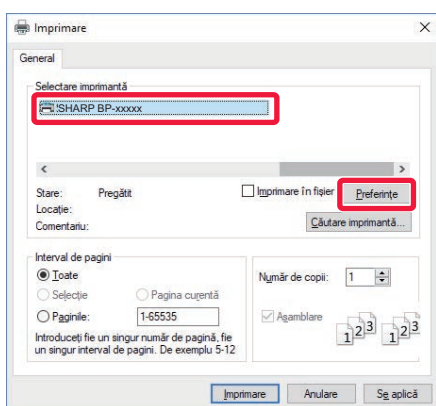 Imprimare
General
Selectare imprimantă
!SHARP BP-xxxxx
Stare: Pregătit
Locație:
Comentariu:
Imprimare în fișier
Preferințe
Căutare imprimantă...
Interval de pagini
Toate
Selecție Pagina curentă
Paginile: 1-65535
Introduceți fie un singur număr de pagină, fie
un singur interval de pagini. De exemplu 5-12
Număr de copii: 1
Asamblare
1 2 3 1 2 3
Imprimare Anulare Se aplică